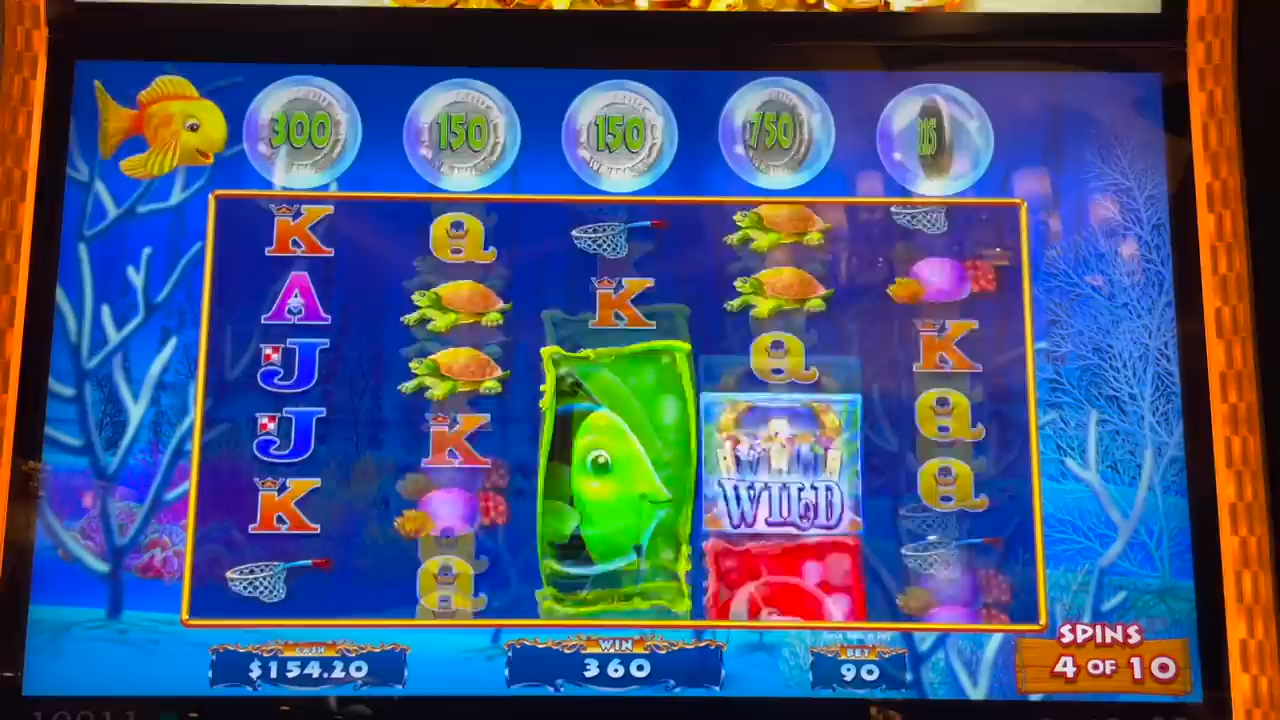 300
150
150
750
K
A
J
J
K
Q
K
Q
K
Q
WILD
K
Q
Q
CASH
$154.20
WIN
360
BET
90
SPINS
4 OF 10